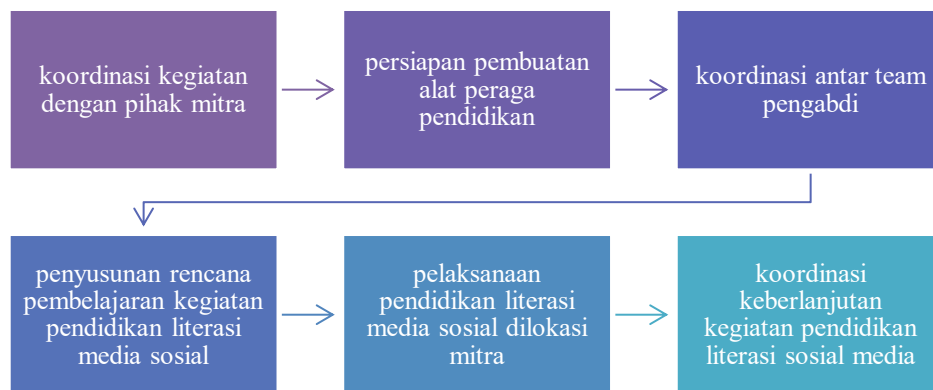 koordinasi kegiatan
dengan pihak mitra
persiapan pembuatan
alat peraga
pendidikan
koordinasi antar team
pengabdi
penyusunan rencana
pembelajaran kegiatan
pendidikan literasi
media sosial
pelaksanaan
pendidikan literasi
media sosial dilokasi
mitra
koordinasi
keberlanjutan
kegiatan pendidikan
literasi sosial media